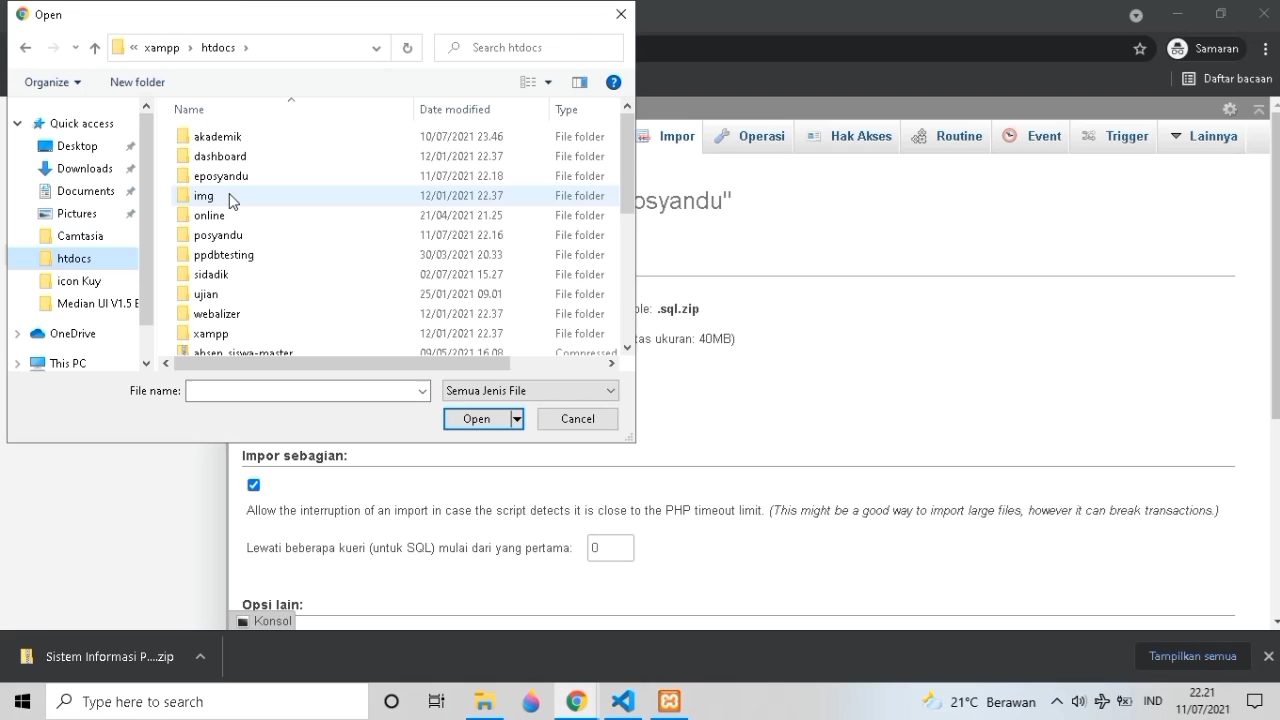 Open
« xampp › htdocs ›
Search htdocs
Samaran
Organize
New folder
Daftar bacaan
Name
Date modified
Type
Quick access
Desktop
Downloads
Documents
Pictures
Camtasia
htdocs
icon Kuy
Median UI V1.5 E
OneDrive
This PC
akademik 10/07/2021 23.46 File folder
dashboard 12/01/2021 22.37 File folder
eposyandu 11/07/2021 22.18 File folder
img 12/01/2021 22.37 File folder
online 21/04/2021 21.25 File folder
posyandu 11/07/2021 22.16 File folder
ppdbtesting 30/03/2021 20.33 File folder
sidadik 02/07/2021 15.27 File folder
ujian 25/01/2021 09.01 File folder
webalizer 12/01/2021 22.37 File folder
xampp 12/01/2021 22.37 File folder
absen_siswa-master 09/05/2021 16.08 Compressed
File name:
Semua Jenis File
Open
Cancel
Impor
Operasi
Hak Akses
Routine
Event
Trigger
Lainnya
osyandu"
ole: .sql.zip
tas ukuran: 40MB)
Impor sebagian:
Allow the interruption of an import in case the script detects it is close to the PHP timeout limit. (This might be a good way to import large files, however it can break transactions.)
Lewati beberapa kueri (untuk SQL) mulai dari yang pertama: 0
Opsi lain:
Konsol
Sistem Informasi P....zip
Tampilkan semua
Type here to search
21°C Berawan
IND
22.21
11/07/2021